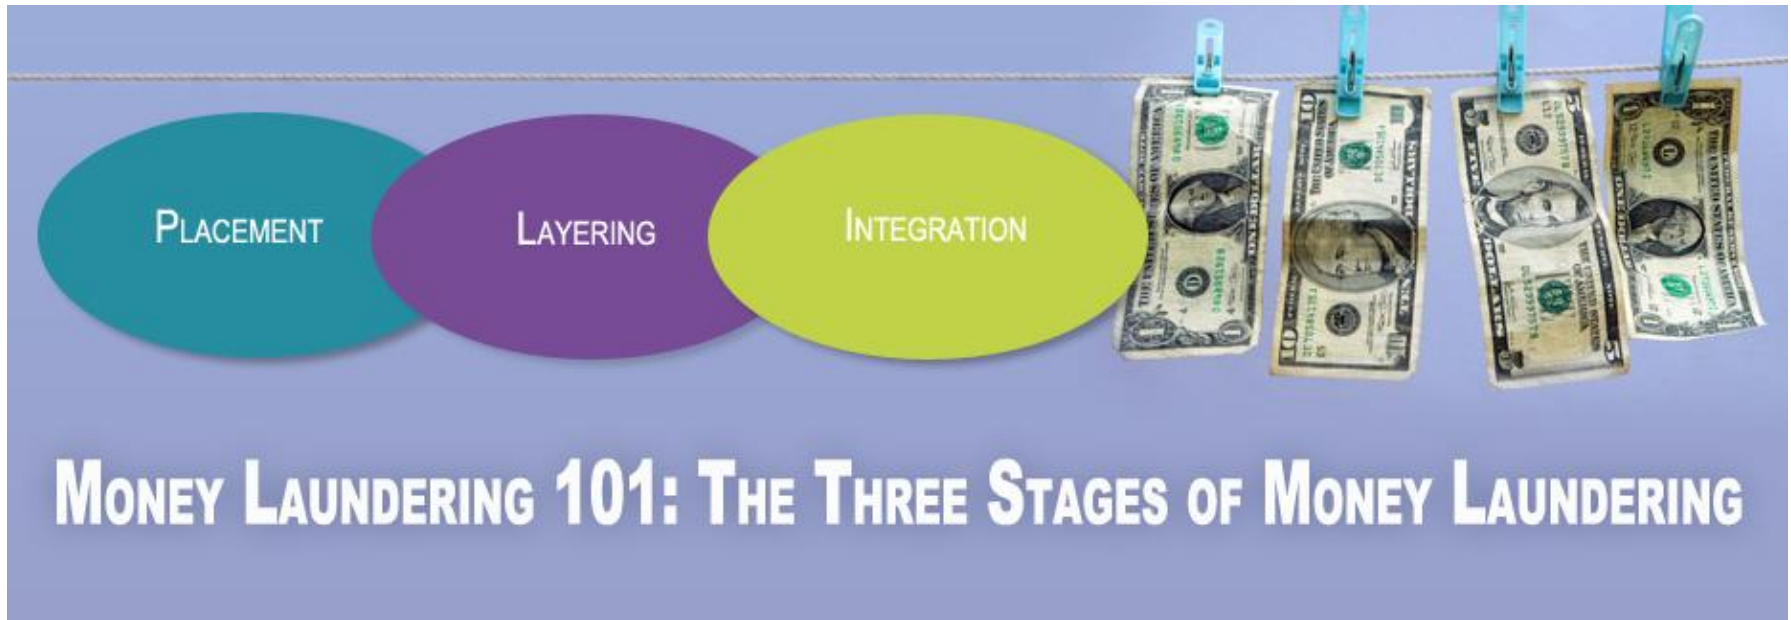 PLACEMENT
LAYERING
INTEGRATION
MONEY LAUNDERING 101: THE THREE STAGES OF MONEY LAUNDERING